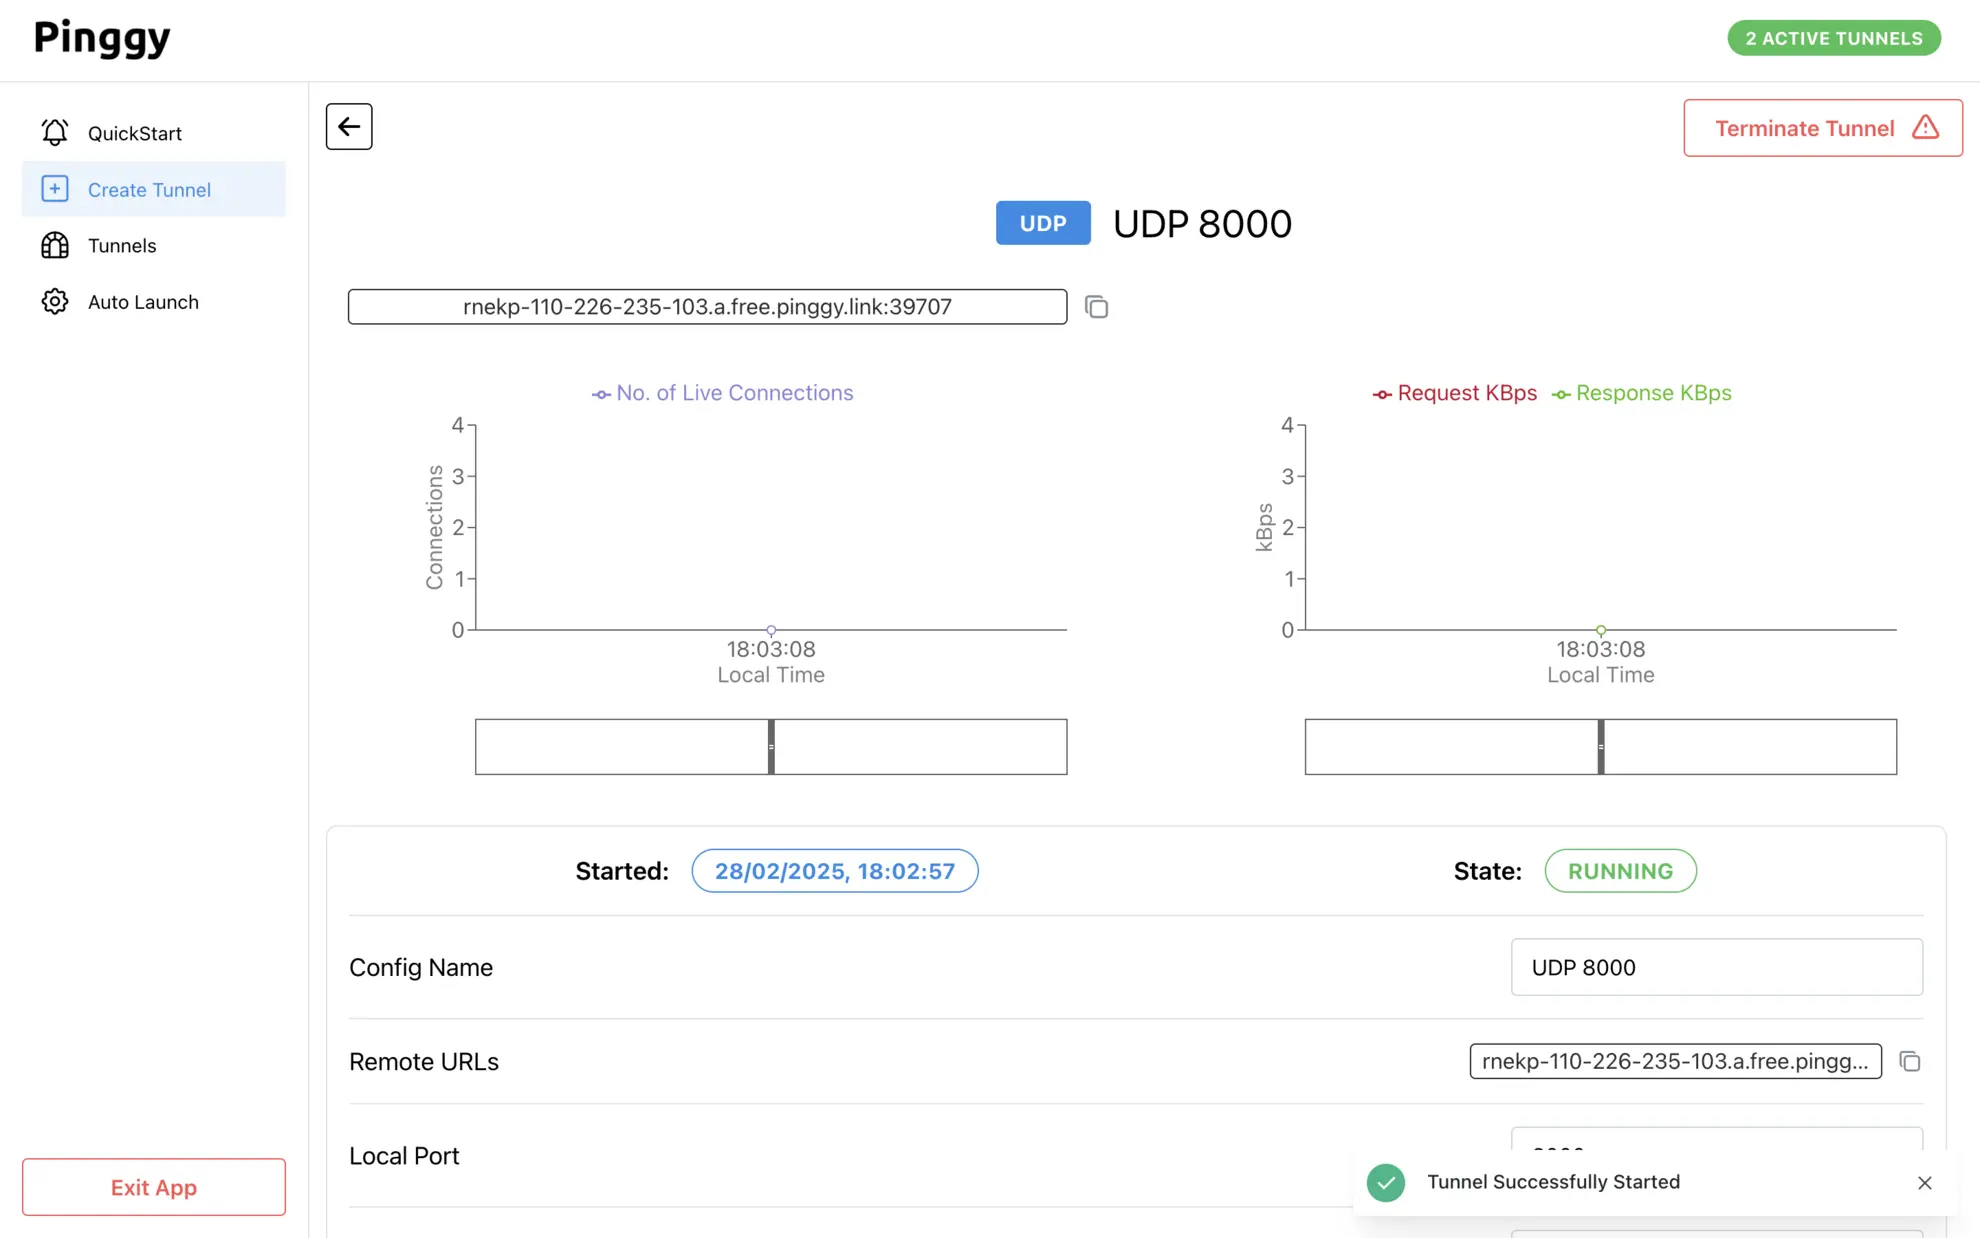 Pinggy
2 ACTIVE TUNNELS
QuickStart
Create Tunnel
Tunnels
Auto Launch
Exit App
Terminate Tunnel
UDP UDP 8000
rnekp-110-226-235-103.a.free.pinggy.link:39707
No. of Live Connections
4
3
2
1
0
Connections
18:03:08
Local Time
Request KBps Response KBps
4
3
2
1
0
kBps
18:03:08
Local Time
Started: 28/02/2025, 18:02:57
State: RUNNING
Config Name
UDP 8000
Remote URLs
rnekp-110-226-235-103.a.free.pingg...
Local Port
Tunnel Successfully Started